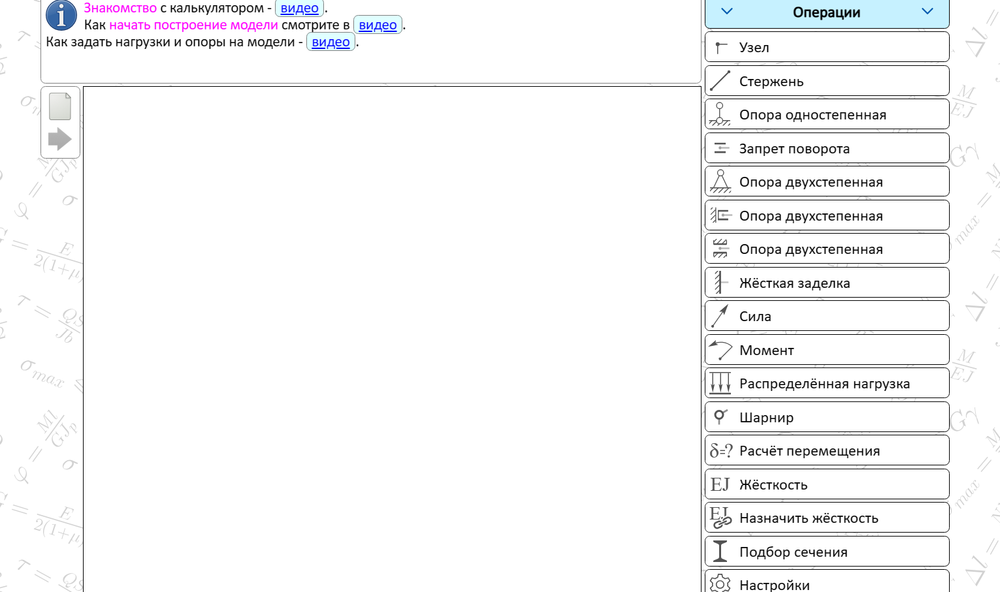 Знакомство с калькулятором - видео .
Как начать построение модели смотрите в видео .
Как задать нагрузки и опоры на модели - видео .
Операции
Узел
Стержень
Опора одностепенная
Запрет поворота
Опора двухстепенная
Опора двухстепенная
Опора двухстепенная
Жёсткая заделка
Сила
Момент
Распределённая нагрузка
Шарнир
δ=? Расчёт перемещения
EJ Жёсткость
EJ Назначить жёсткость
Подбор сечения
Настройки